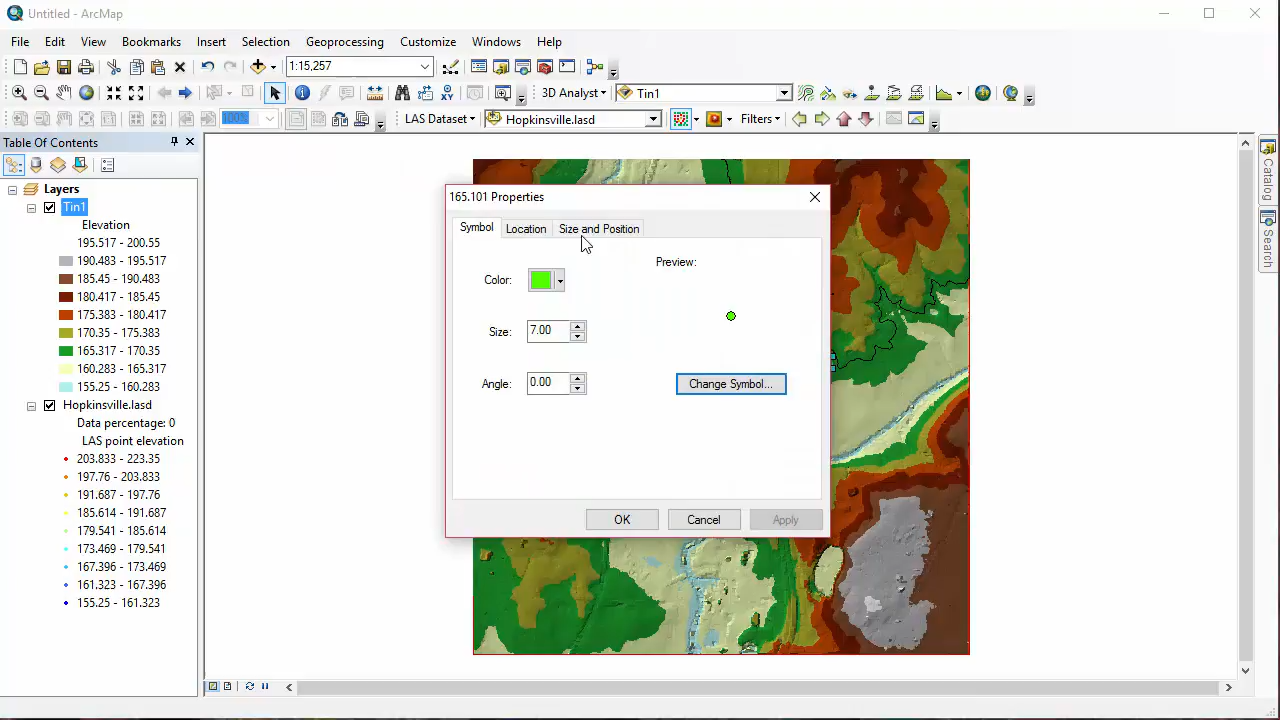 Untitled - ArcMap
File Edit View Bookmarks Insert Selection Geoprocessing Customize Windows Help
1:15,257
3D Analyst Tin1
100%
LAS Dataset Hopkinsville.lasd Filters
Table Of Contents
Layers
Tin1
Elevation
195.517 - 200.55
190.483 - 195.517
185.45 - 190.483
180.417 - 185.45
175.383 - 180.417
170.35 - 175.383
165.317 - 170.35
160.283 - 165.317
155.25 - 160.283
Hopkinsville.lasd
Data percentage: 0
LAS point elevation
203.833 - 223.35
197.76 - 203.833
191.687 - 197.76
185.614 - 191.687
179.541 - 185.614
173.469 - 179.541
167.396 - 173.469
161.323 - 167.396
155.25 - 161.323
165.101 Properties
Symbol Location Size and Position
Color:
Preview:
Size: 7.00
Angle: 0.00
Change Symbol...
OK Cancel Apply
Catalog
Search